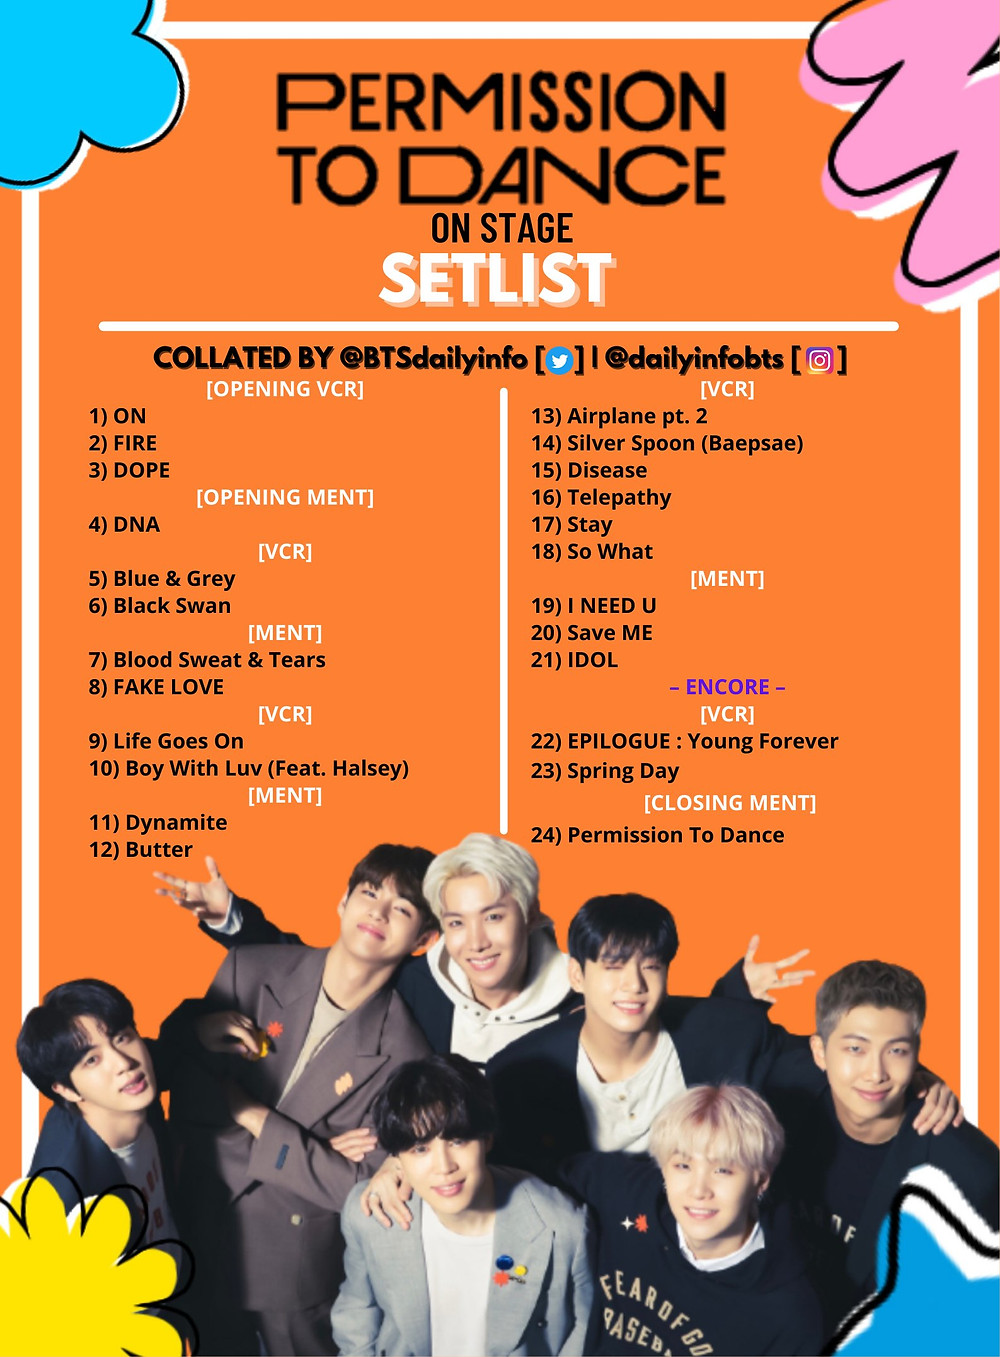 PERMISSION
TO DANCE
ON STAGE
SETLIST
COLLATED BY @BTSdailyinfo [ ] | @dailyinfobts [ ]
[OPENING VCR]
1) ON
2) FIRE
3) DOPE
[OPENING MENT]
4) DNA
[VCR]
5) Blue & Grey
6) Black Swan
[MENT]
7) Blood Sweat & Tears
8) FAKE LOVE
[VCR]
9) Life Goes On
10) Boy With Luv (Feat. Halsey)
[MENT]
11) Dynamite
12) Butter
[VCR]
13) Airplane pt. 2
14) Silver Spoon (Baepsae)
15) Disease
16) Telepathy
17) Stay
18) So What
[MENT]
19) I NEED U
20) Save ME
21) IDOL
– ENCORE –
[VCR]
22) EPILOGUE : Young Forever
23) Spring Day
[CLOSING MENT]
24) Permission To Dance
FEAR OF GO
BASEB